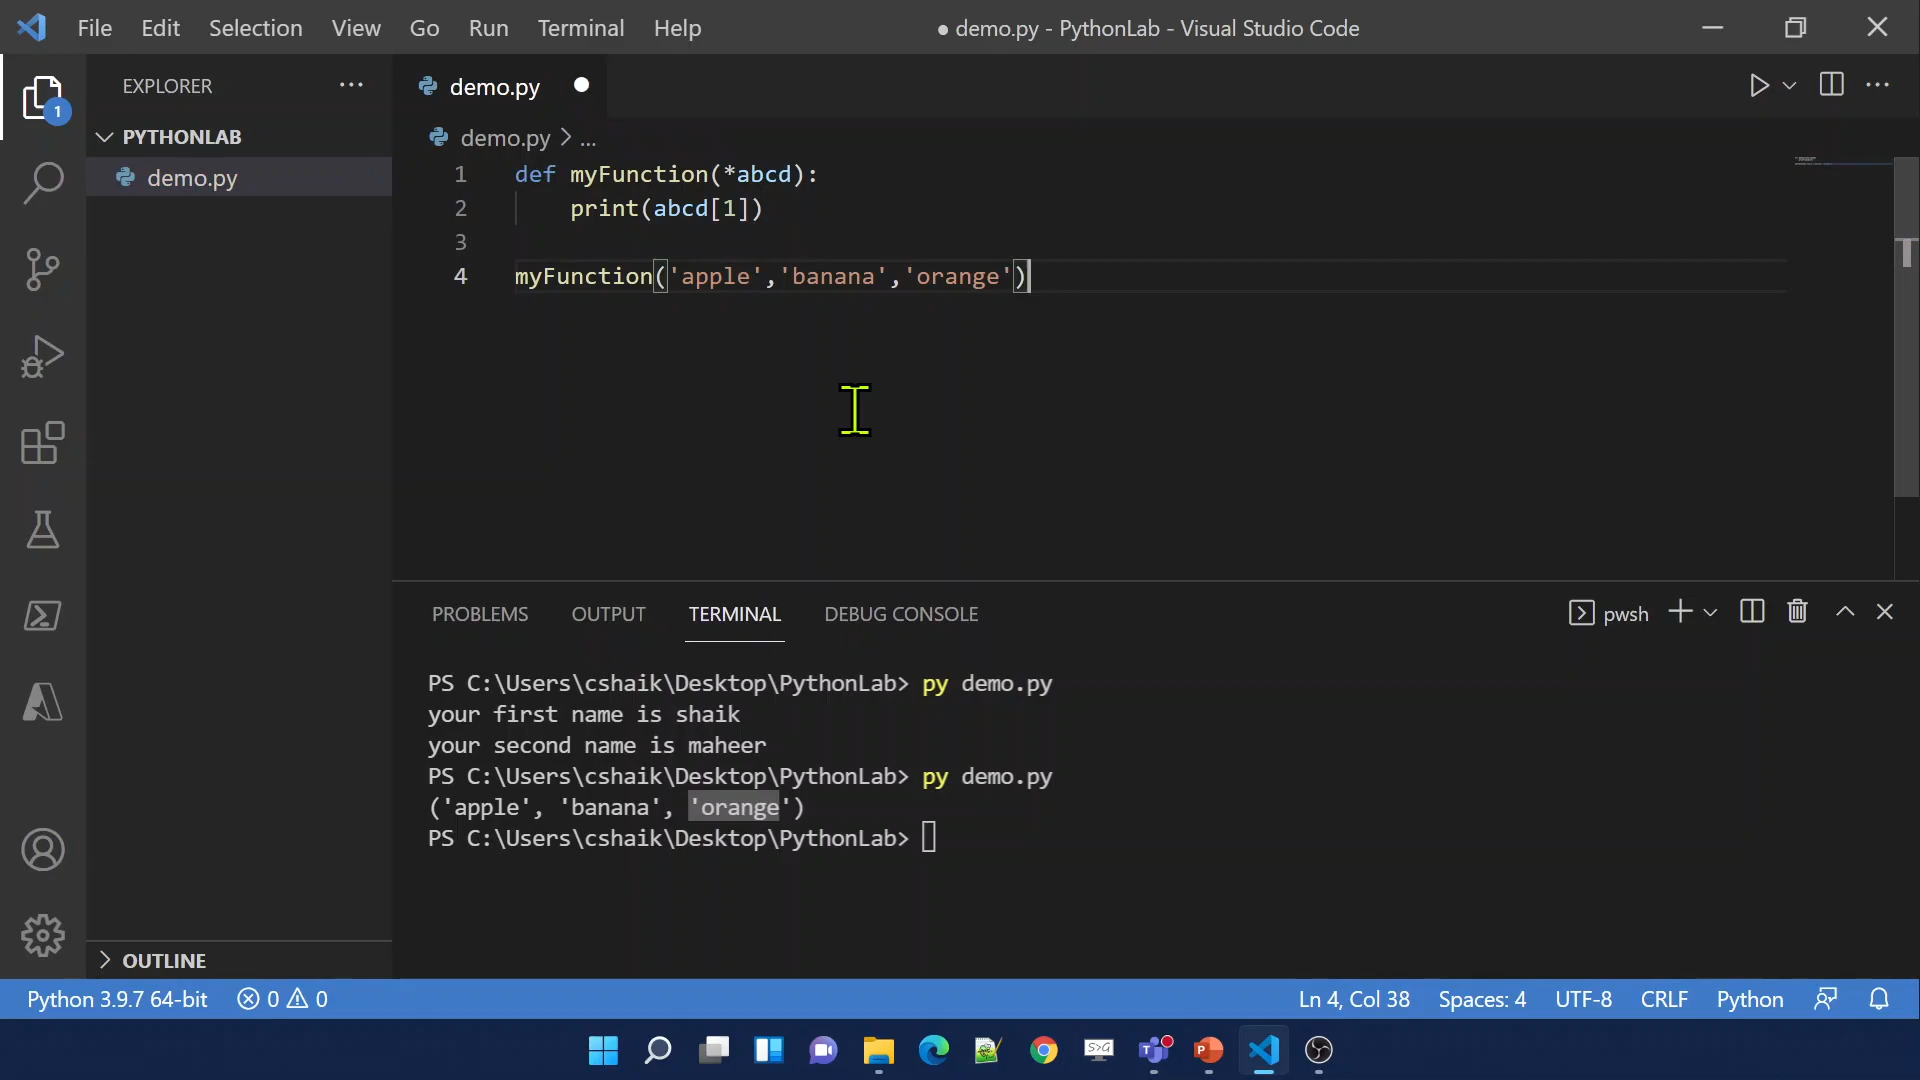 File Edit Selection View Go Run Terminal Help ● demo.py - PythonLab - Visual Studio Code
EXPLORER ...
1
PYTHONLAB
demo.py
demo.py
demo.py > ...
1 def myFunction(*abcd):
2 print(abcd[1])
3
4 myFunction('apple','banana','orange')
PROBLEMS OUTPUT TERMINAL DEBUG CONSOLE pwsh
PS C:\Users\cshaik\Desktop\PythonLab> py demo.py
your first name is shaik
your second name is maheer
PS C:\Users\cshaik\Desktop\PythonLab> py demo.py
('apple', 'banana', 'orange')
PS C:\Users\cshaik\Desktop\PythonLab>
OUTLINE
Python 3.9.7 64-bit 0 0 Ln 4, Col 38 Spaces: 4 UTF-8 CRLF Python
S>G